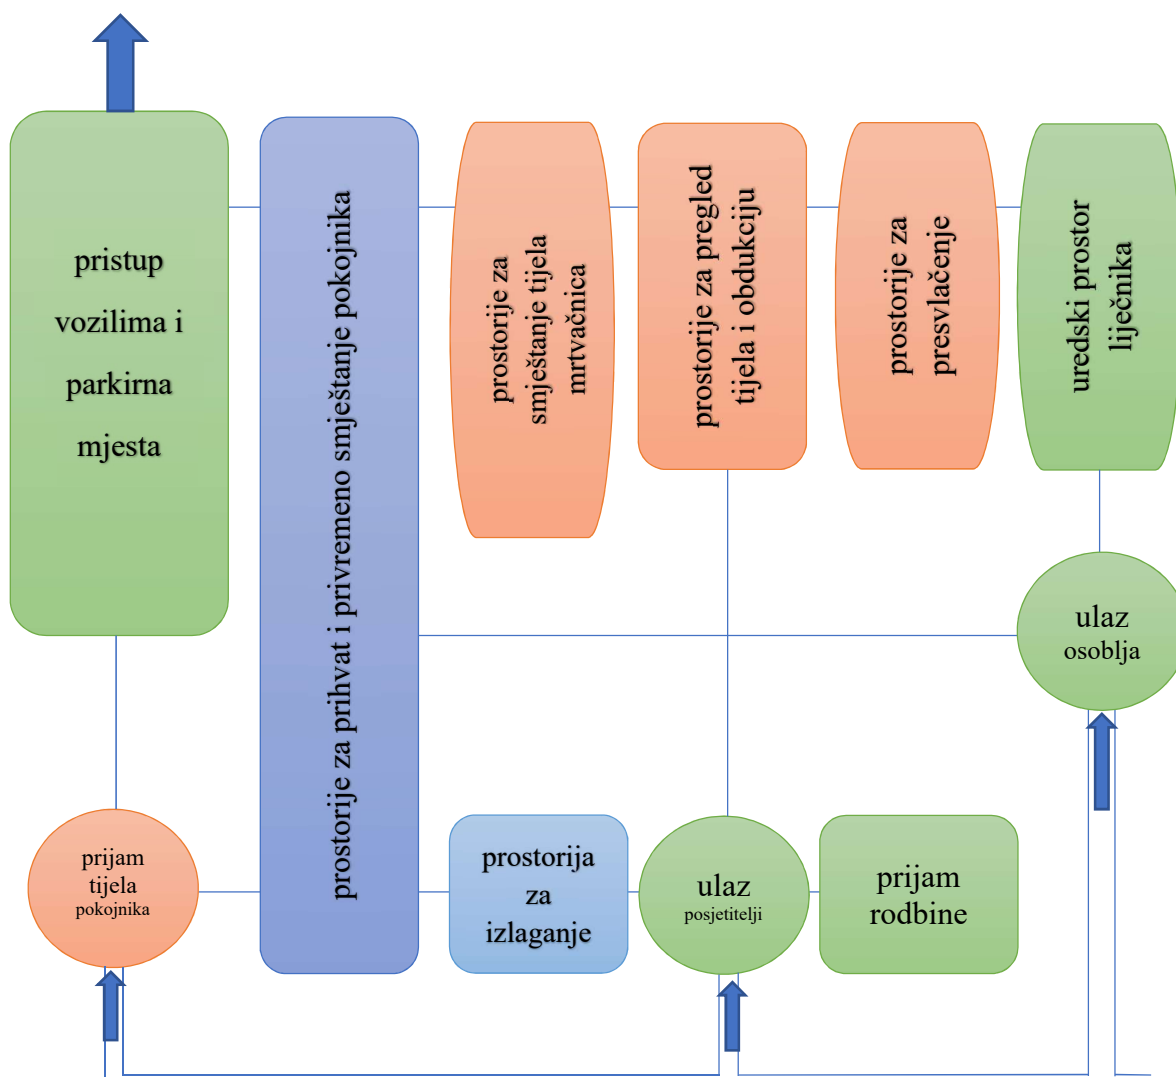 pristup
vozilima i
parkirna
mjesta
prostorije za prihvat i privremeno smještanje pokojnika
prostorije za
smještanje tijela
mrtvačnica
prostorije za pregled
tijela i obdukciju
prostorije za
presvlačenje
uredski prostor
liječnika
ulaz
osoblja
prijam
tijela
pokojnika
prostorija
za
izlaganje
ulaz
posjetitelji
prijam
rodbine